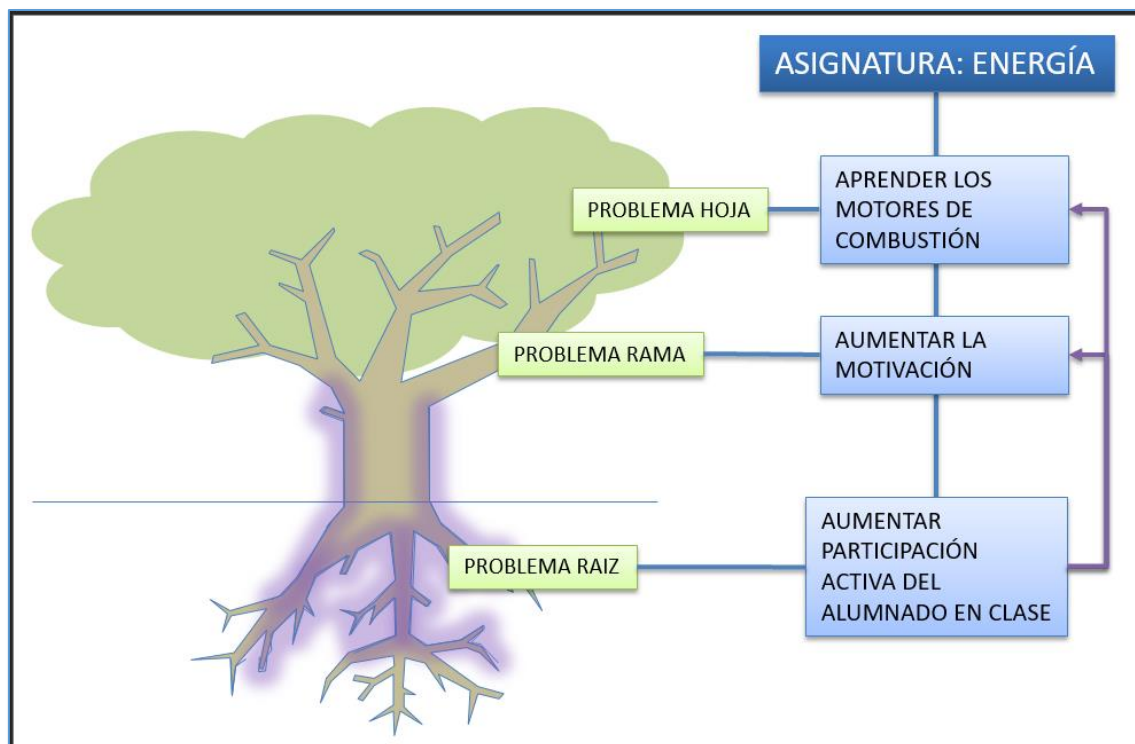 ASIGNATURA: ENERGÍA
PROBLEMA HOJA
APRENDER LOS
MOTORES DE
COMBUSTIÓN
PROBLEMA RAMA
AUMENTAR LA
MOTIVACIÓN
PROBLEMA RAIZ
AUMENTAR
PARTICIPACIÓN
ACTIVA DEL
ALUMNADO EN CLASE